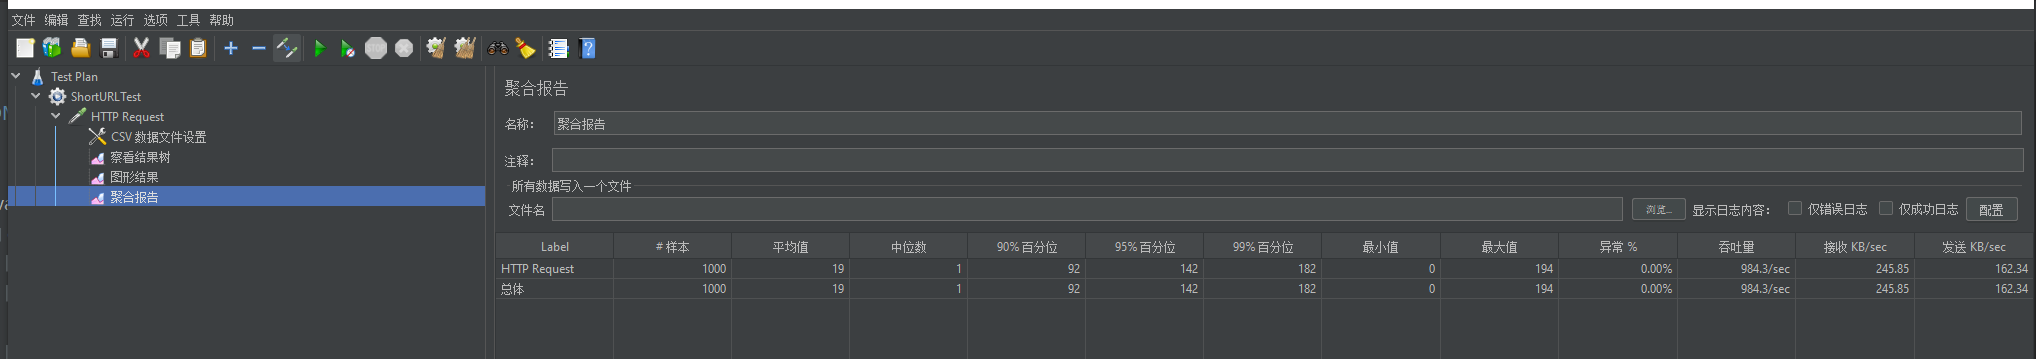 文件 编辑 查找 运行 选项 工具 帮助
Test Plan
ShortURLTest
HTTP Request
CSV 数据文件设置
察看结果树
图形结果
聚合报告
聚合报告
名称： 聚合报告
注释：
所有数据写入一个文件
文件名 浏览... 显示日志内容： 仅错误日志 仅成功日志 配置
Label # 样本 平均值 中位数 90% 百分位 95% 百分位 99% 百分位 最小值 最大值 异常 % 吞吐量 接收 KB/sec 发送 KB/sec
HTTP Request 1000 19 1 92 142 182 0 194 0.00% 984.3/sec 245.85 162.34
总体 1000 19 1 92 142 182 0 194 0.00% 984.3/sec 245.85 162.34